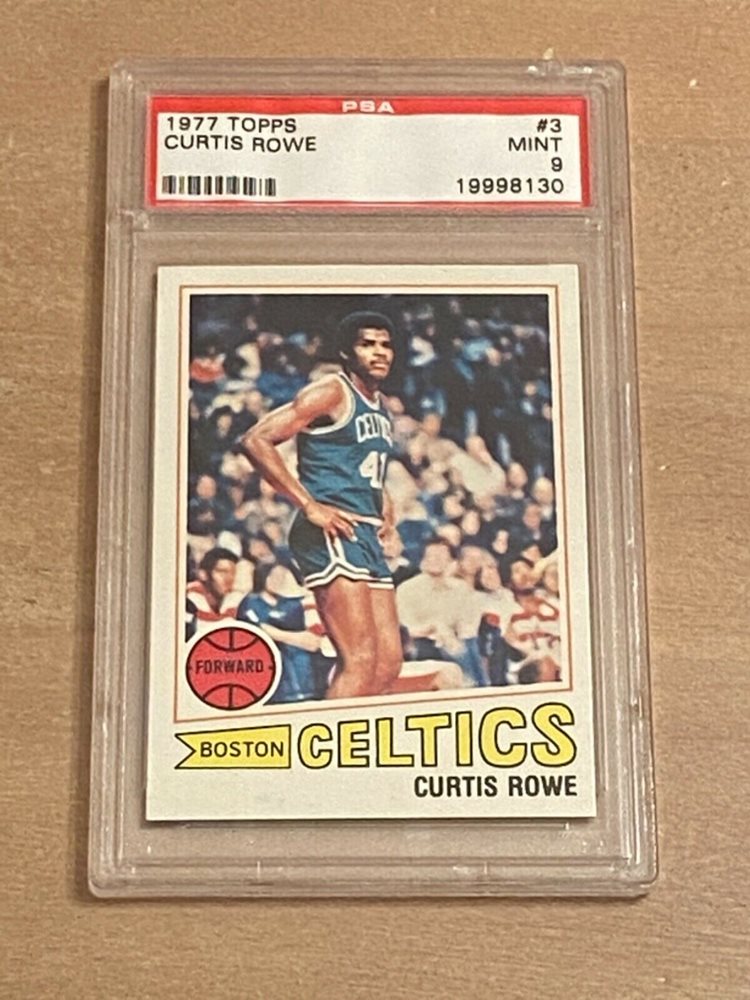 PSA
1977 TOPPS #3
CURTIS ROWE MINT
9
19998130
CELTICS
41
FORWARD
BOSTON CELTICS
CURTIS ROWE